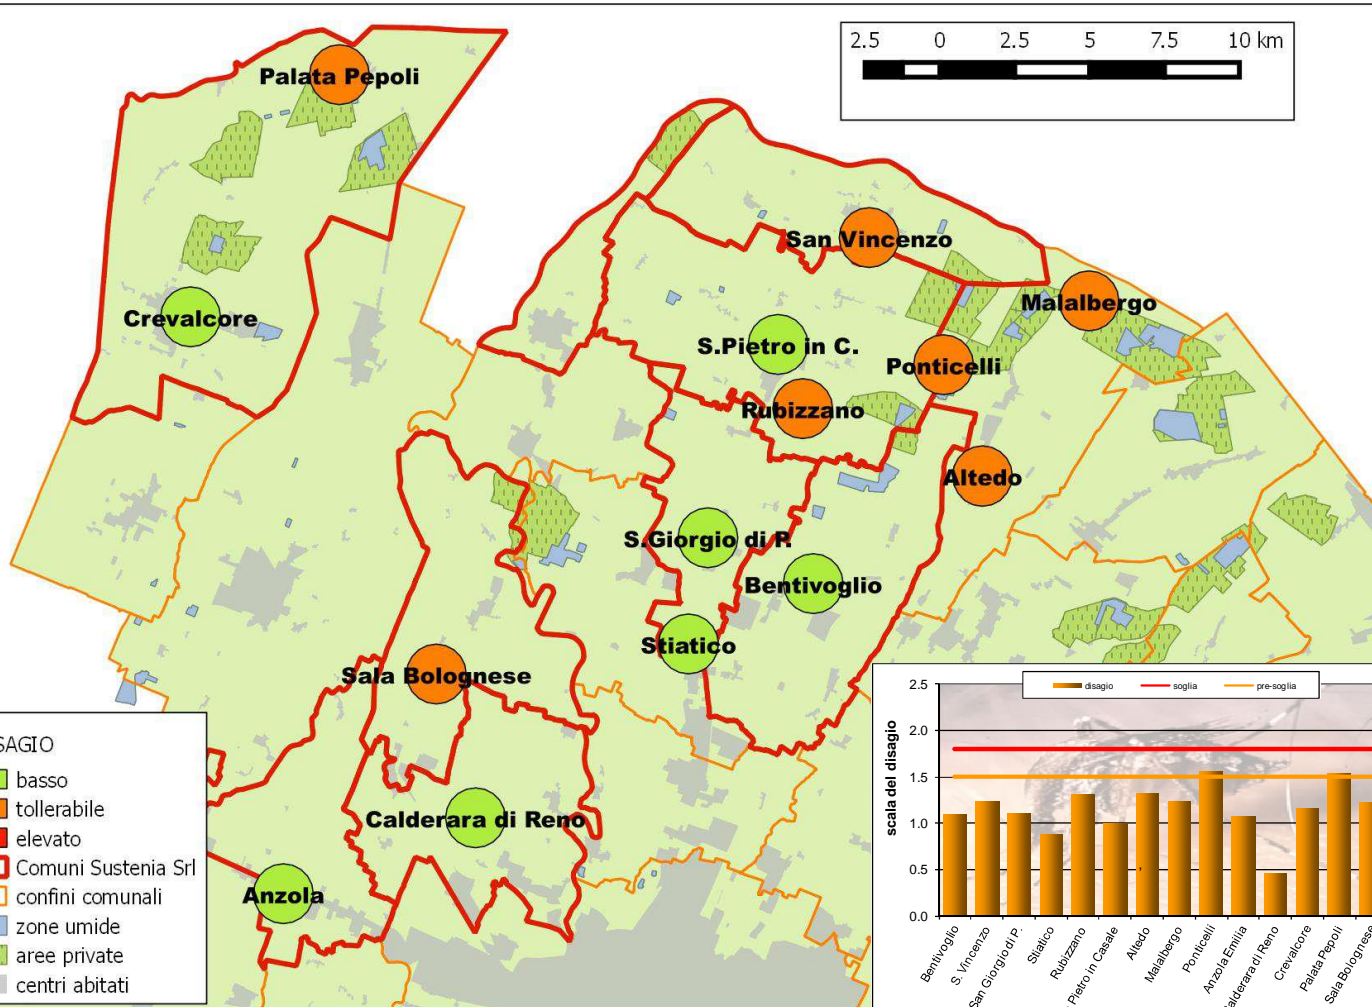 2.5 0 2.5 5 7.5 10 km
Palata Pepoli
San Vincenzo
Malalbergo
Crevalcore
S.Pietro in C.
Ponticelli
Rubizzano
Altedo
S.Giorgio di P.
Bentivoglio
Stiatico
Sala Bolognese
Calderara di Reno
Anzola
SAGIO
basso
tollerabile
elevato
Comuni Sustenia Srl
confini comunali
zone umide
aree private
centri abitati
disagio soglia pre-soglia
scala del disagio
2.5
2.0
1.5
1.0
0.5
0.0
Bentivoglio
S. Vincenzo
San Giorgio di P.
Stiatico
Rubizzano
Pietro in Casale
Altedo
Malalbergo
Ponticelli
Anzola Emilia
alderara di Reno
Crevalcore
Palata Pepoli
Sala Bolognese